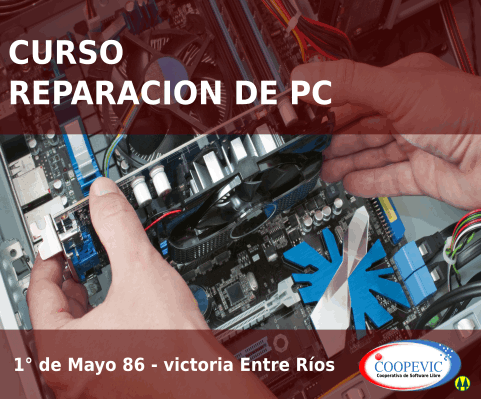 CURSO
REPARACION DE PC
1° de Mayo 86 - victoria Entre Ríos
COOPEVIC
Cooperativa de Software Libre